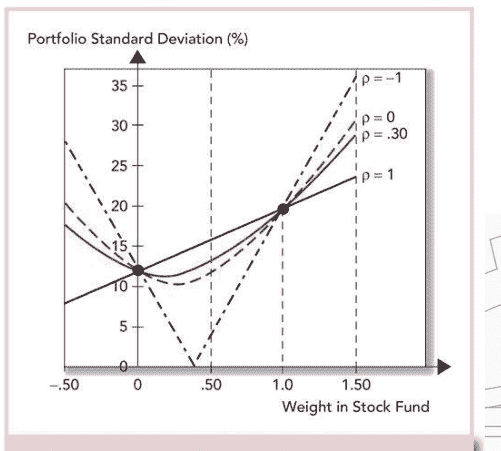 Portfolio Standard Deviation (%)
35
30
25
20
15
10
5
0
ρ = –1
ρ = 0
ρ = .30
ρ = 1
–.50 0 .50 1.0 1.50
Weight in Stock Fund